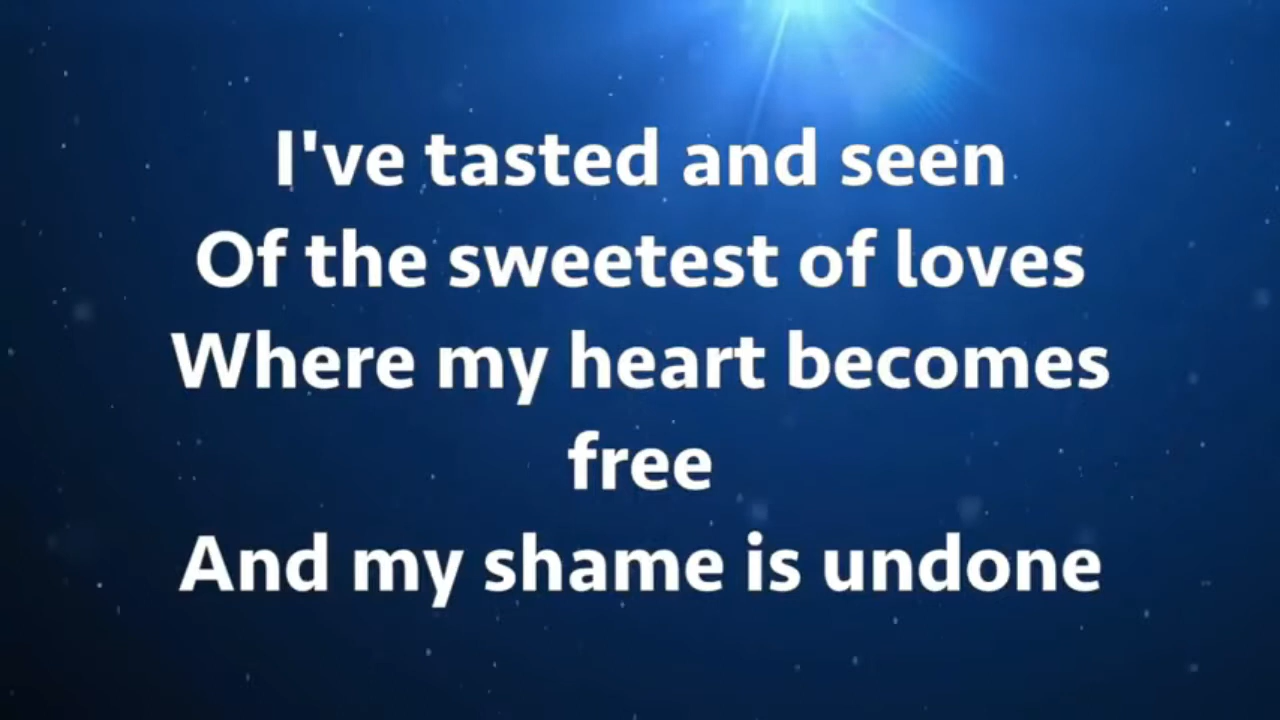 I've tasted and seen
Of the sweetest of loves
Where my heart becomes
free
And my shame is undone